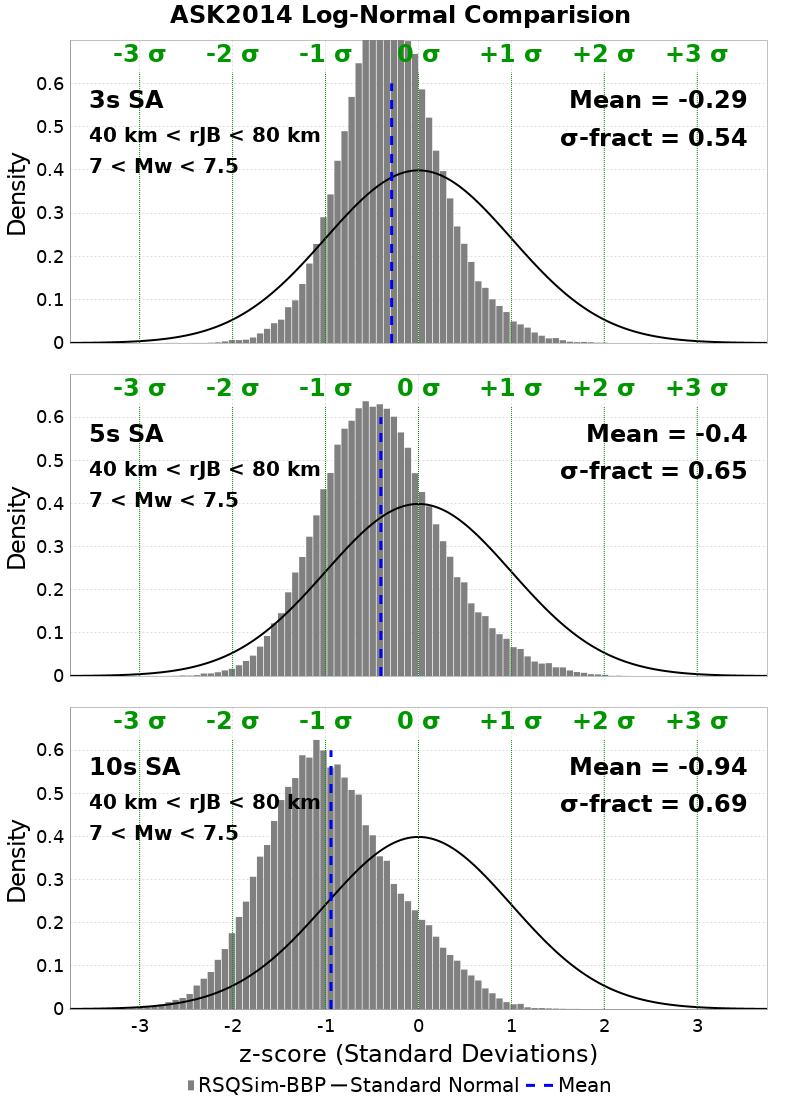 ASK2014 Log-Normal Comparision
-3 σ -2 σ -1 σ 0 σ +1 σ +2 σ +3 σ
3s SA
40 km < rJB < 80 km
7 < Mw < 7.5
Mean = -0.29
σ-fract = 0.54
Density
0.6
0.5
0.4
0.3
0.2
0.1
0
-3 σ -2 σ -1 σ 0 σ +1 σ +2 σ +3 σ
5s SA
40 km < rJB < 80 km
7 < Mw < 7.5
Mean = -0.4
σ-fract = 0.65
Density
0.6
0.5
0.4
0.3
0.2
0.1
0
-3 σ -2 σ -1 σ 0 σ +1 σ +2 σ +3 σ
10s SA
40 km < rJB < 80 km
7 < Mw < 7.5
Mean = -0.94
σ-fract = 0.69
Density
0.6
0.5
0.4
0.3
0.2
0.1
0
-3 -2 -1 0 1 2 3
z-score (Standard Deviations)
RSQSim-BBP Standard Normal Mean